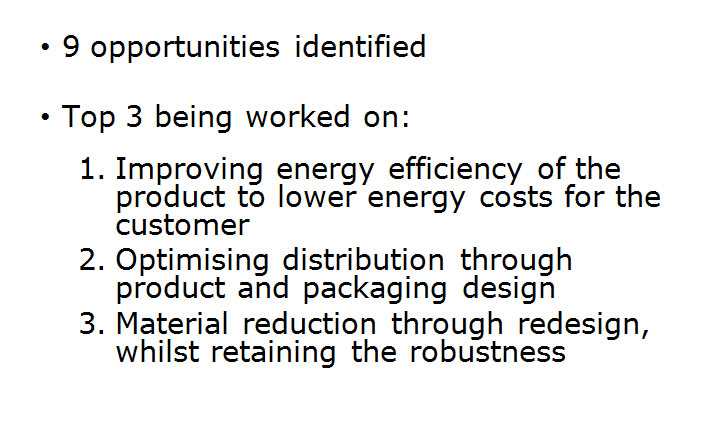 • 9 opportunities identified
• Top 3 being worked on:
1. Improving energy efficiency of the
product to lower energy costs for the
customer
2. Optimising distribution through
product and packaging design
3. Material reduction through redesign,
whilst retaining the robustness